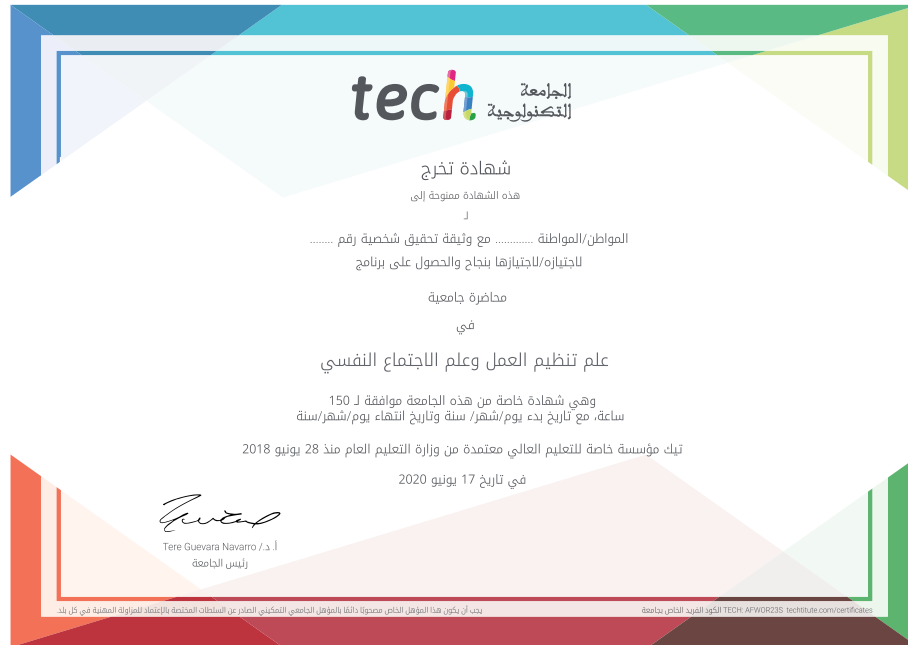 tech الجامعة
التكنولوجية
شهادة تخرج
هذه الشهادة ممنوحة إلى
لـ
المواطن/المواطنة ............ مع وثيقة تحقيق شخصية رقم ........
لاجتيازه/لاجتيازها بنجاح والحصول على برنامج
محاضرة جامعية
في
علم تنظيم العمل وعلم الاجتماع النفسي
وهي شهادة خاصة من هذه الجامعة موافقة لـ 150
ساعة، مع تاريخ بدء يوم/شهر/ سنة وتاريخ انتهاء يوم/شهر/سنة
تيك مؤسسة خاصة للتعليم العالي معتمدة من وزارة التعليم العام منذ 28 يونيو 2018
في تاريخ 17 يونيو 2020
أ. د./ Tere Guevara Navarro
رئيس الجامعة
يجب أن يكون هذا المؤهل الخاص مصحوبًا دائمًا بالمؤهل الجامعي التمكيني الصادر عن السلطات المختصة بالإعتماد للمزاولة المهنية في كل بلد.
الكود الفريد الخاص بجامعة TECH: AFWOR23S techtitute.com/certificates